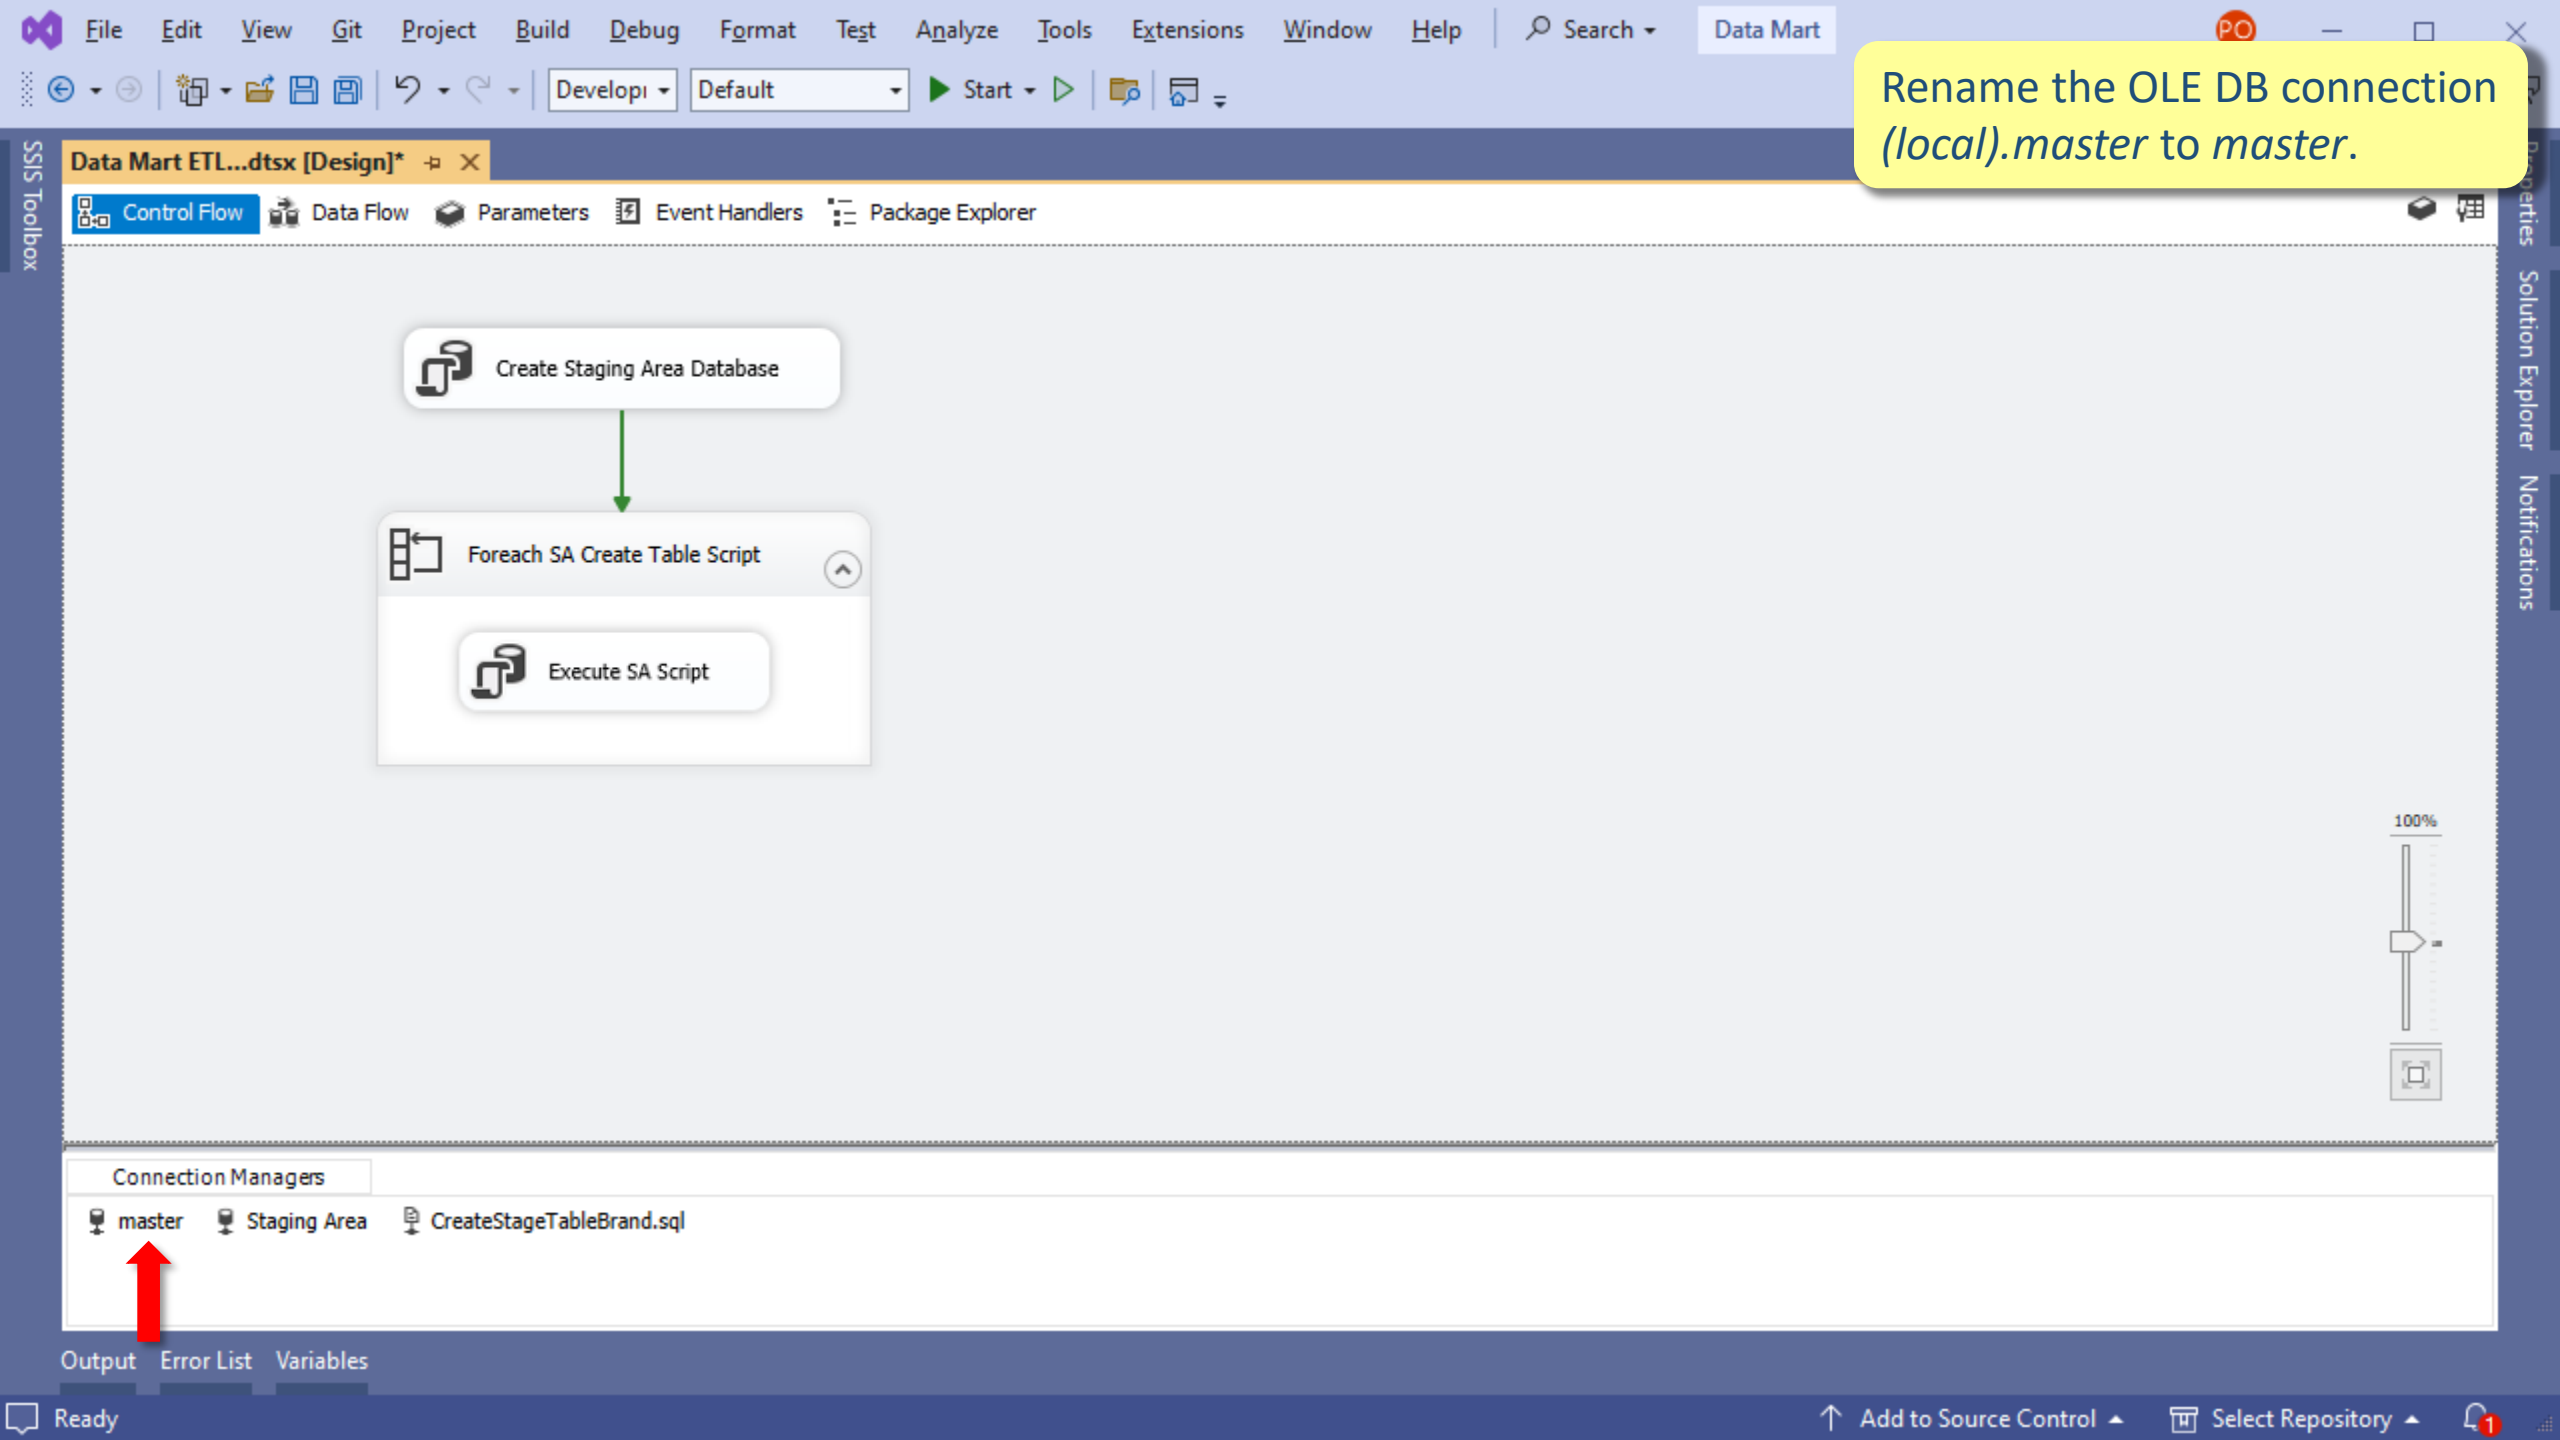 File Edit View Git Project Build Debug Format Test Analyze Tools Extensions Window Help Search Data Mart PO
Develop Default Start
Rename the OLE DB connection
(local).master to master.
SSIS Toolbox
Data Mart ETL...dtsx [Design]*
Control Flow Data Flow Parameters Event Handlers Package Explorer
Properties
Solution Explorer
Notifications
Create Staging Area Database
Foreach SA Create Table Script
Execute SA Script
100%
Connection Managers
master Staging Area CreateStageTableBrand.sql
Output Error List Variables
Ready Add to Source Control Select Repository 1